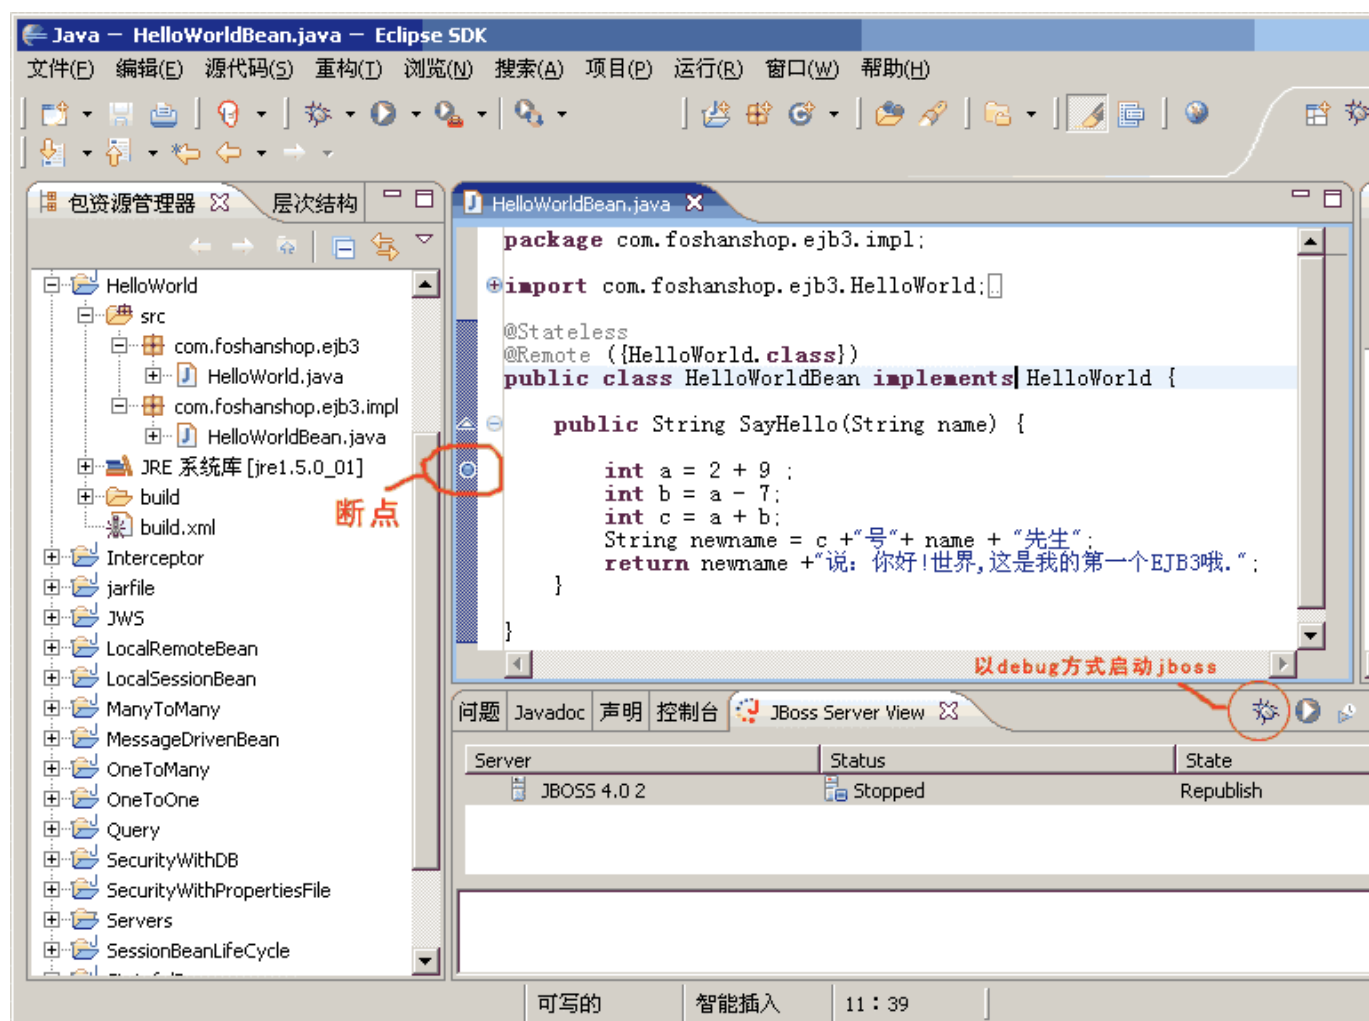 Java － HelloWorldBean.java － Eclipse SDK
文件(F) 编辑(E) 源代码(S) 重构(T) 浏览(N) 搜索(A) 项目(P) 运行(R) 窗口(W) 帮助(H)
包资源管理器 层次结构
HelloWorld
src
com.foshanshop.ejb3
HelloWorld.java
com.foshanshop.ejb3.impl
HelloWorldBean.java
JRE 系统库 [jre1.5.0_01]
build
build.xml
Interceptor
jarfile
JWS
LocalRemoteBean
LocalSessionBean
ManyToMany
MessageDrivenBean
OneToMany
OneToOne
Query
SecurityWithDB
SecurityWithPropertiesFile
Servers
SessionBeanLifeCycle
断点
HelloWorldBean.java
package com.foshanshop.ejb3.impl;
import com.foshanshop.ejb3.HelloWorld;
@Stateless
@Remote ({HelloWorld.class})
public class HelloWorldBean implements HelloWorld {
public String SayHello(String name) {
int a = 2 + 9 ;
int b = a - 7;
int c = a + b;
String newname = c +"号"+ name + "先生";
return newname +"说: 你好!世界,这是我的第一个EJB3哦.";
}
}
以debug方式启动jboss
问题 Javadoc 声明 控制台 JBoss Server View
Server Status State
JBOSS 4.0 2 Stopped Republish
可写的 智能插入 11：39